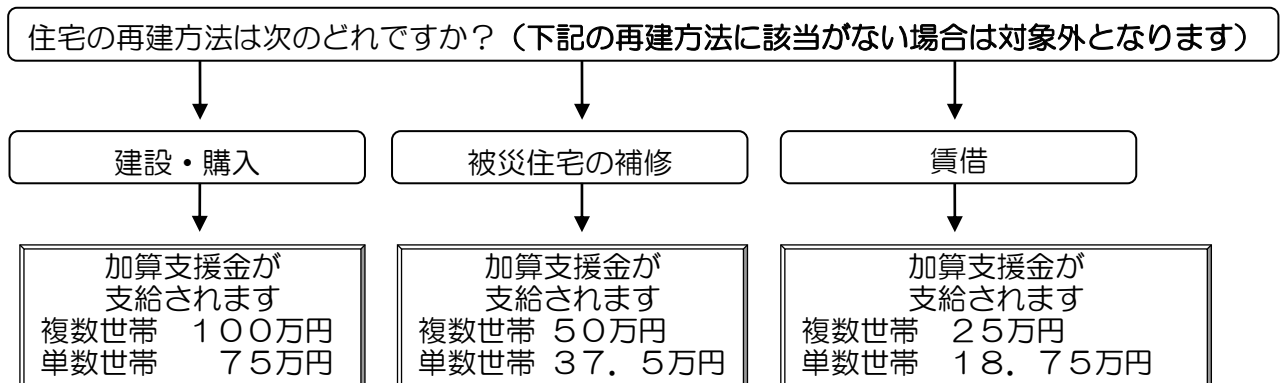 住宅の再建方法は次のどれですか？（下記の再建方法に該当がない場合は対象外となります）
建設・購入
被災住宅の補修
賃借
加算支援金が
支給されます
複数世帯　１００万円
単数世帯　　７５万円
加算支援金が
支給されます
複数世帯 ５０万円
単数世帯 ３７．５万円
加算支援金が
支給されます
複数世帯　２５万円
単数世帯　１８．７５万円